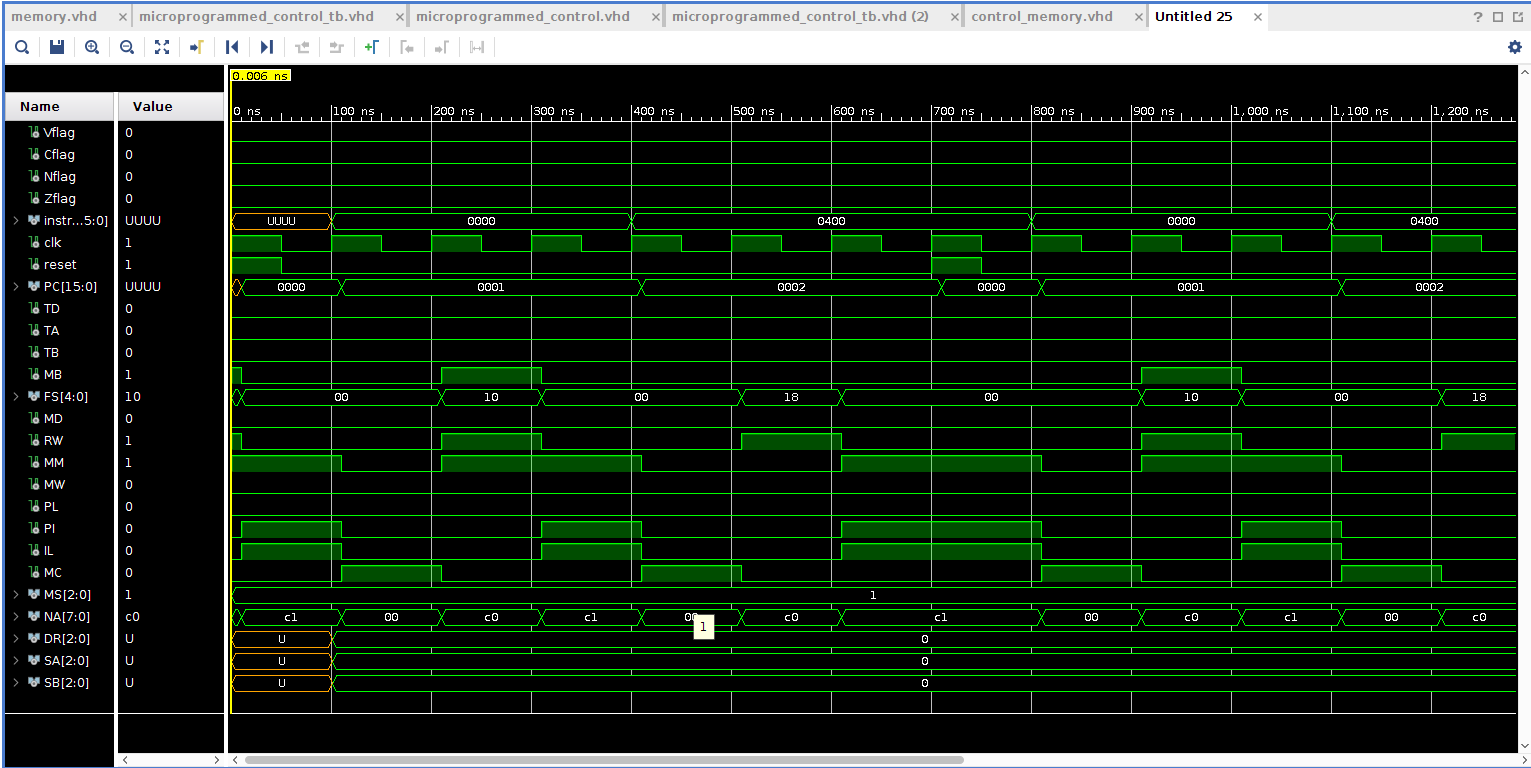 memory.vhd microprogrammed_control_tb.vhd microprogrammed_control.vhd microprogrammed_control_tb.vhd (2) control_memory.vhd Untitled 25
0.006 ns
Name Value
0 ns 100 ns 200 ns 300 ns 400 ns 500 ns 600 ns 700 ns 800 ns 900 ns 1,000 ns 1,100 ns 1,200 ns
Vflag 0
Cflag 0
Nflag 0
Zflag 0
instr...5:0] UUUU UUUU 0000 0400 0000 0400
clk 1
reset 1
PC[15:0] UUUU 0000 0001 0002 0000 0001 0002
TD 0
TA 0
TB 0
MB 1
FS[4:0] 10 00 10 00 18 00 10 00 18
MD 0
RW 1
MM 1
MW 0
PL 0
PI 0
IL 0
MC 0
MS[2:0] 1 1
NA[7:0] c0 c1 00 c0 c1 00 c0 c1 00 c0 c1 00 c0
1
DR[2:0] U U 0
SA[2:0] U U 0
SB[2:0] U U 0